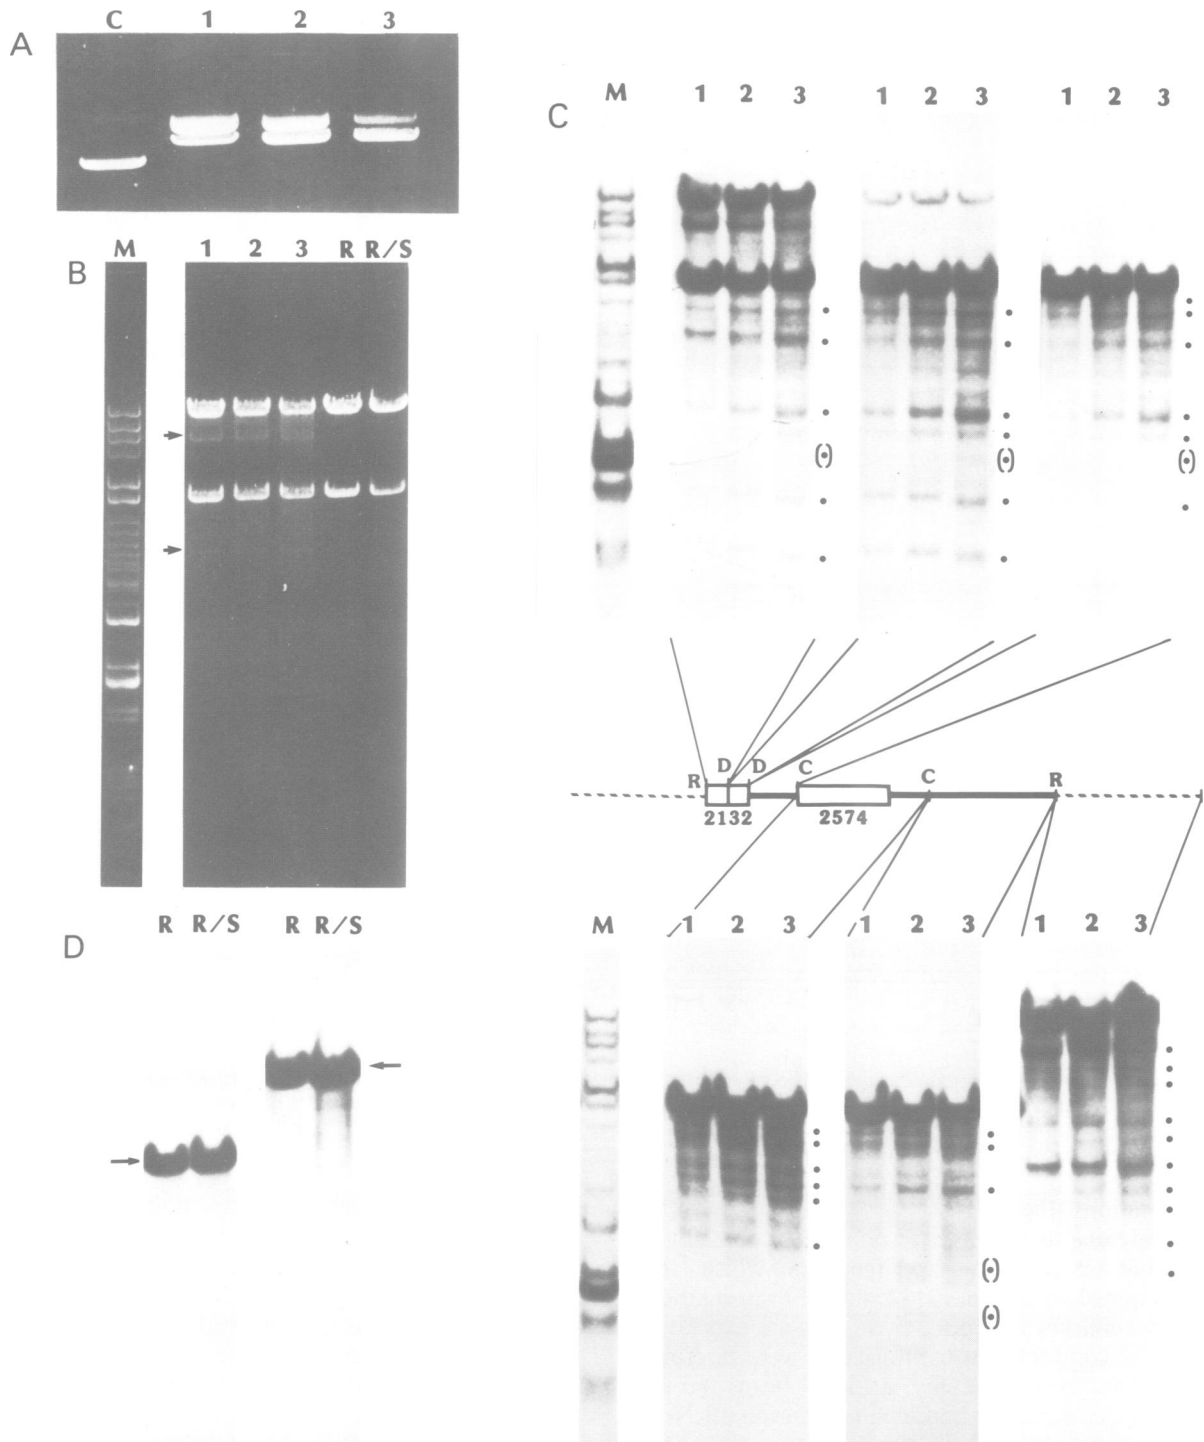 A
C 1 2 3
B
M 1 2 3 R R/S
C
M 1 2 3 1 2 3 1 2 3
(•) (•) (•)
R D D C C R
2132 2574
M 1 2 3 1 2 3 1 2 3
(•)
(•)
D
R R/S R R/S